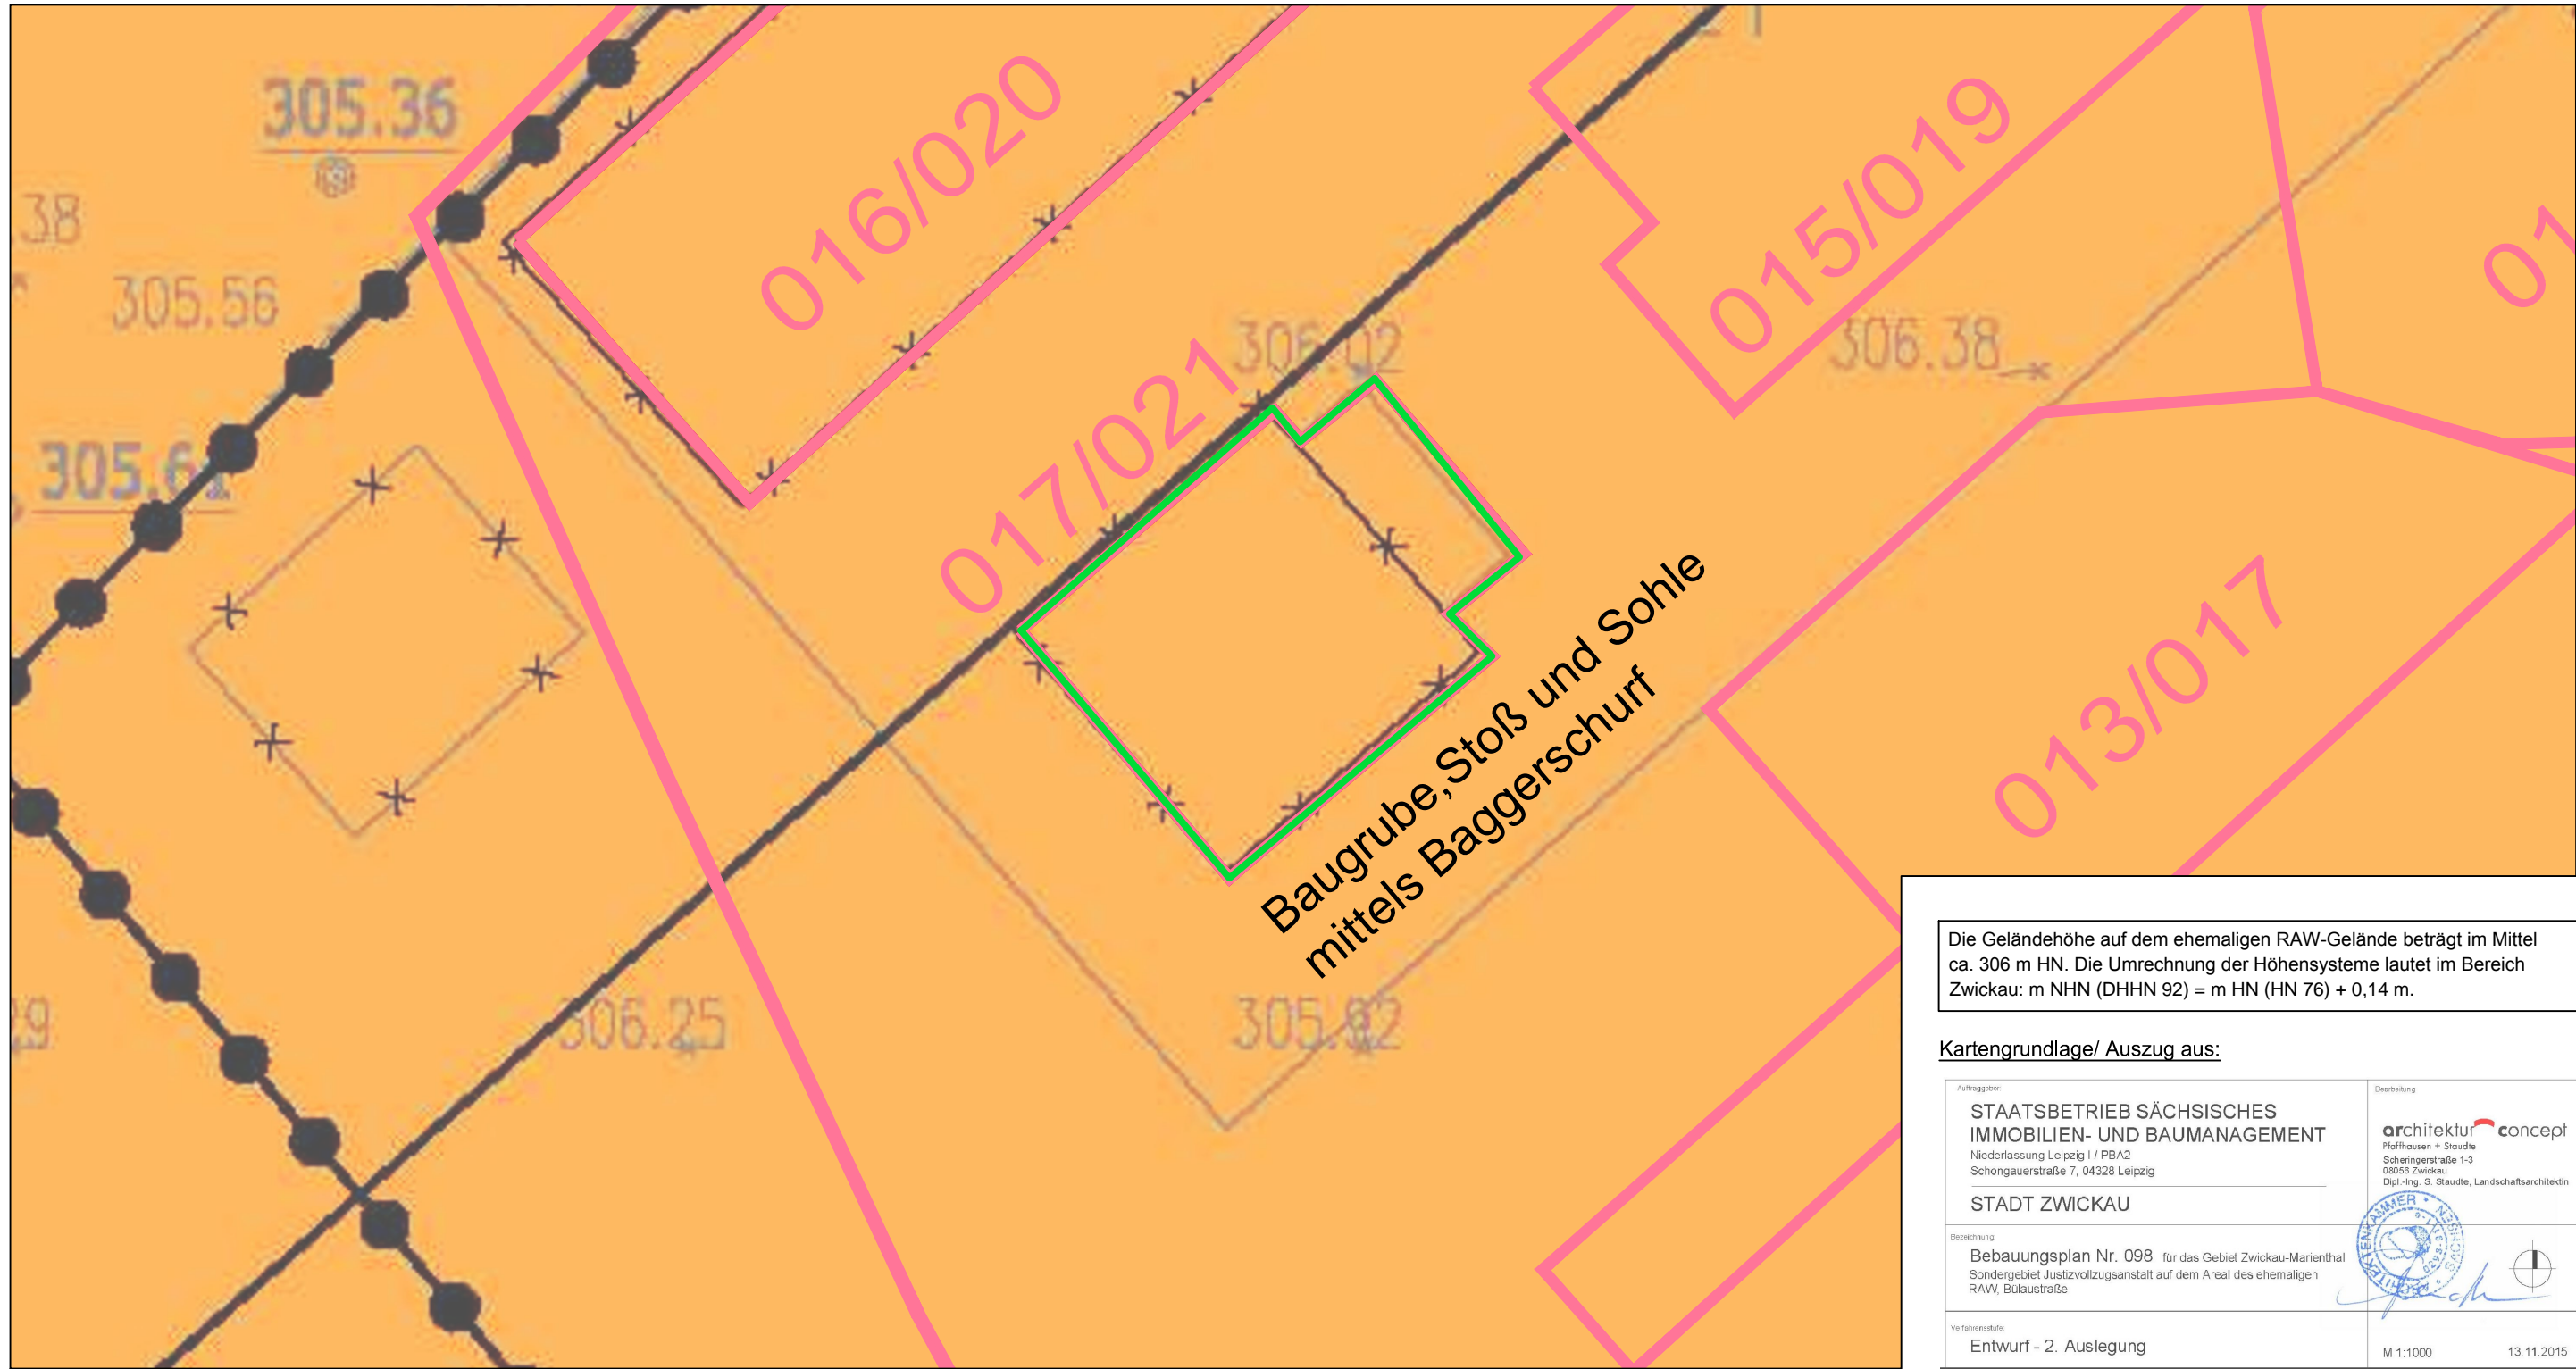 305.36
.38
305.56
305.61
016/020
015/019
01
306.02
306.38
017/021
013/017
Baugrube,Stoß und Sohle
mittels Baggerschurf
306.25
305.82
29
Die Geländehöhe auf dem ehemaligen RAW-Gelände beträgt im Mittel
ca. 306 m HN. Die Umrechnung der Höhensysteme lautet im Bereich
Zwickau: m NHN (DHHN 92) = m HN (HN 76) + 0,14 m.
Kartengrundlage/ Auszug aus:
Auftraggeber:
STAATSBETRIEB SÄCHSISCHES
IMMOBILIEN- UND BAUMANAGEMENT
Niederlassung Leipzig I / PBA2
Schongauerstraße 7, 04328 Leipzig
STADT ZWICKAU
Bearbeitung
architektur concept
Pfaffhausen + Staudte
Scheringerstraße 1-3
08056 Zwickau
Dipl.-Ing. S. Staudte, Landschaftsarchitektin
Bezeichnung
Bebauungsplan Nr. 098 für das Gebiet Zwickau-Marienthal
Sondergebiet Justizvollzugsanstalt auf dem Areal des ehemaligen
RAW, Bülaustraße
Verfahrensstufe:
Entwurf - 2. Auslegung
M 1:1000
13.11.2015